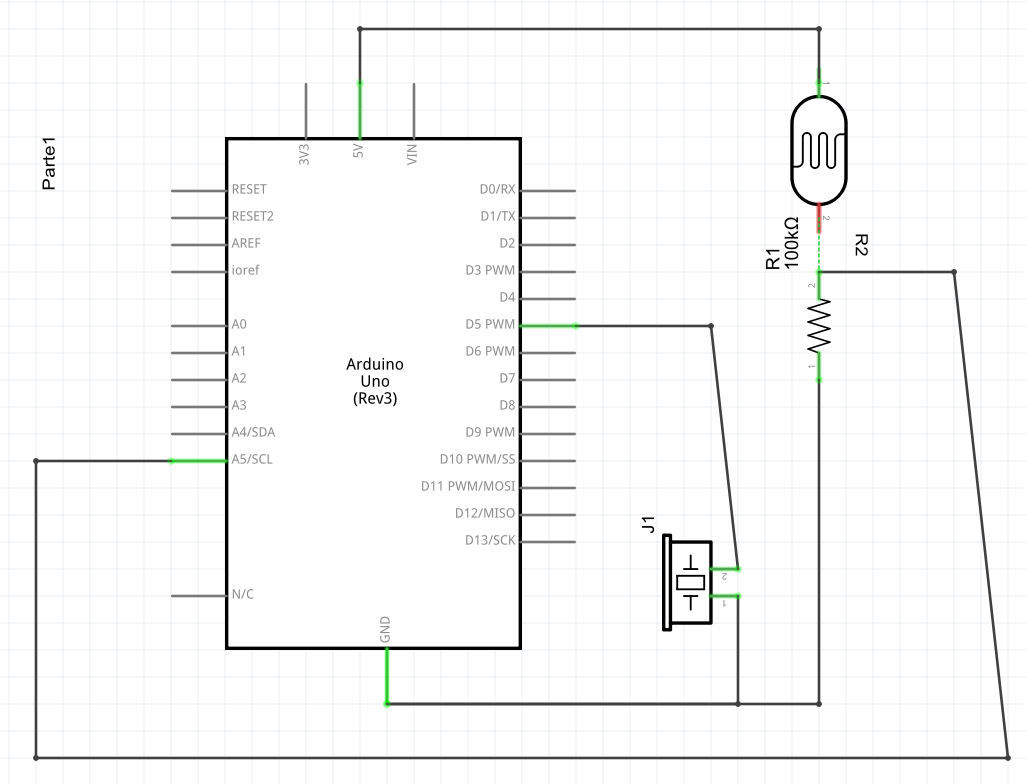 Parte1
3V3
5V
VIN
RESET
RESET2
AREF
ioref
A0
A1
A2
A3
A4/SDA
A5/SCL
N/C
Arduino
Uno
(Rev3)
D0/RX
D1/TX
D2
D3 PWM
D4
D5 PWM
D6 PWM
D7
D8
D9 PWM
D10 PWM/SS
D11 PWM/MOSI
D12/MISO
D13/SCK
GND
1
2
R2
R1
100kΩ
2
1
J1
2
1